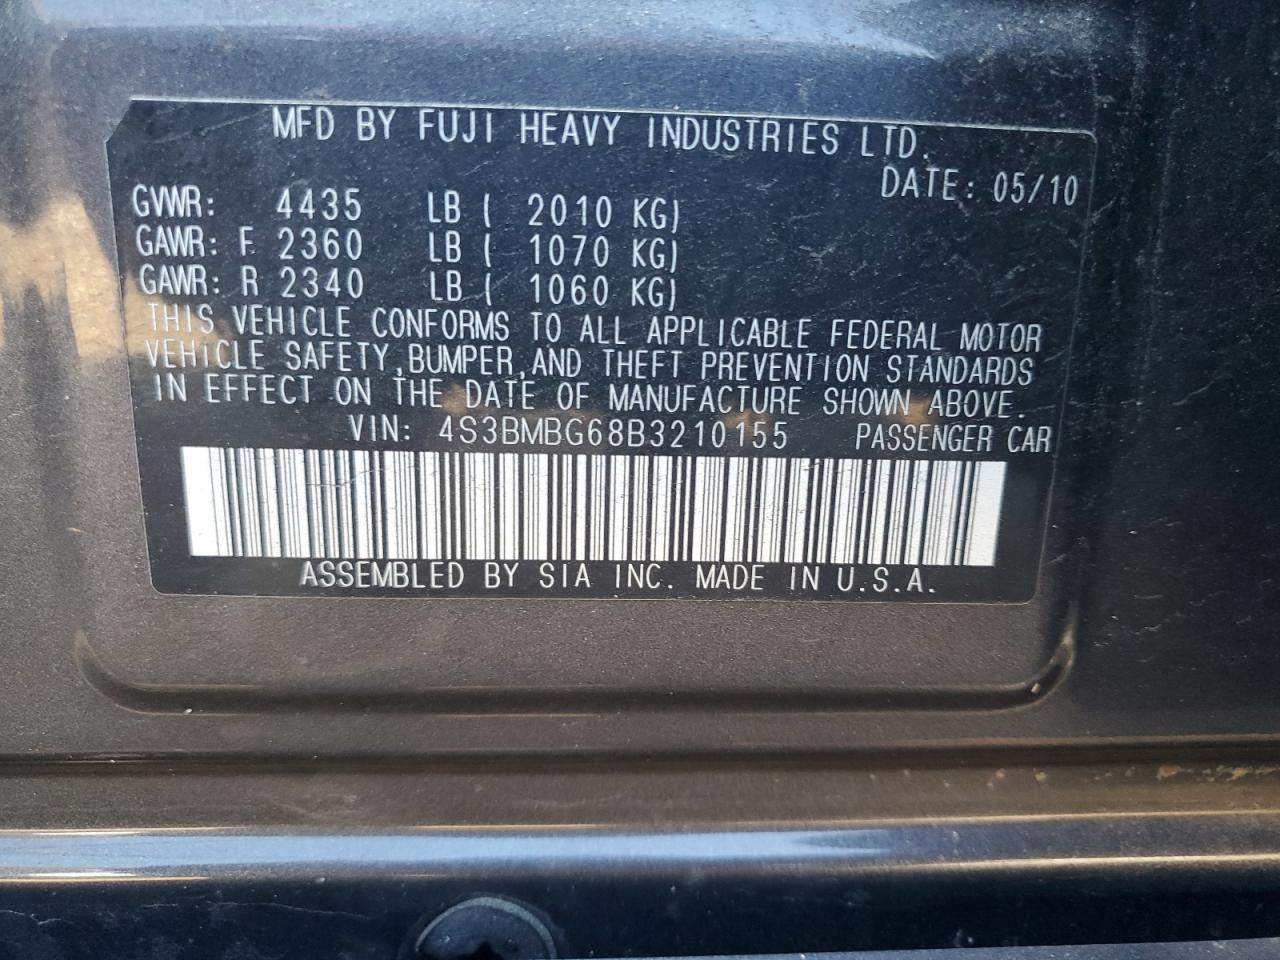 MFD BY FUJI HEAVY INDUSTRIES LTD.
DATE: 05/10
GVWR: 4435 LB ( 2010 KG)
GAWR: F 2360 LB ( 1070 KG)
GAWR: R 2340 LB ( 1060 KG)
THIS VEHICLE CONFORMS TO ALL APPLICABLE FEDERAL MOTOR
VEHICLE SAFETY, BUMPER, AND THEFT PREVENTION STANDARDS
IN EFFECT ON THE DATE OF MANUFACTURE SHOWN ABOVE.
VIN: 4S3BMBG68B3210155 PASSENGER CAR
ASSEMBLED BY SIA INC. MADE IN U.S.A.